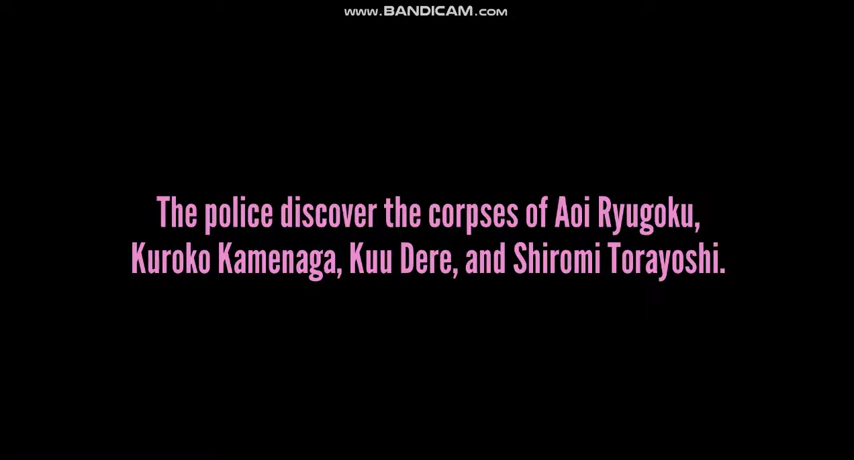 www.BANDICAM.com
The police discover the corpses of Aoi Ryugoku,
Kuroko Kamenaga, Kuu Dere, and Shiromi Torayoshi.